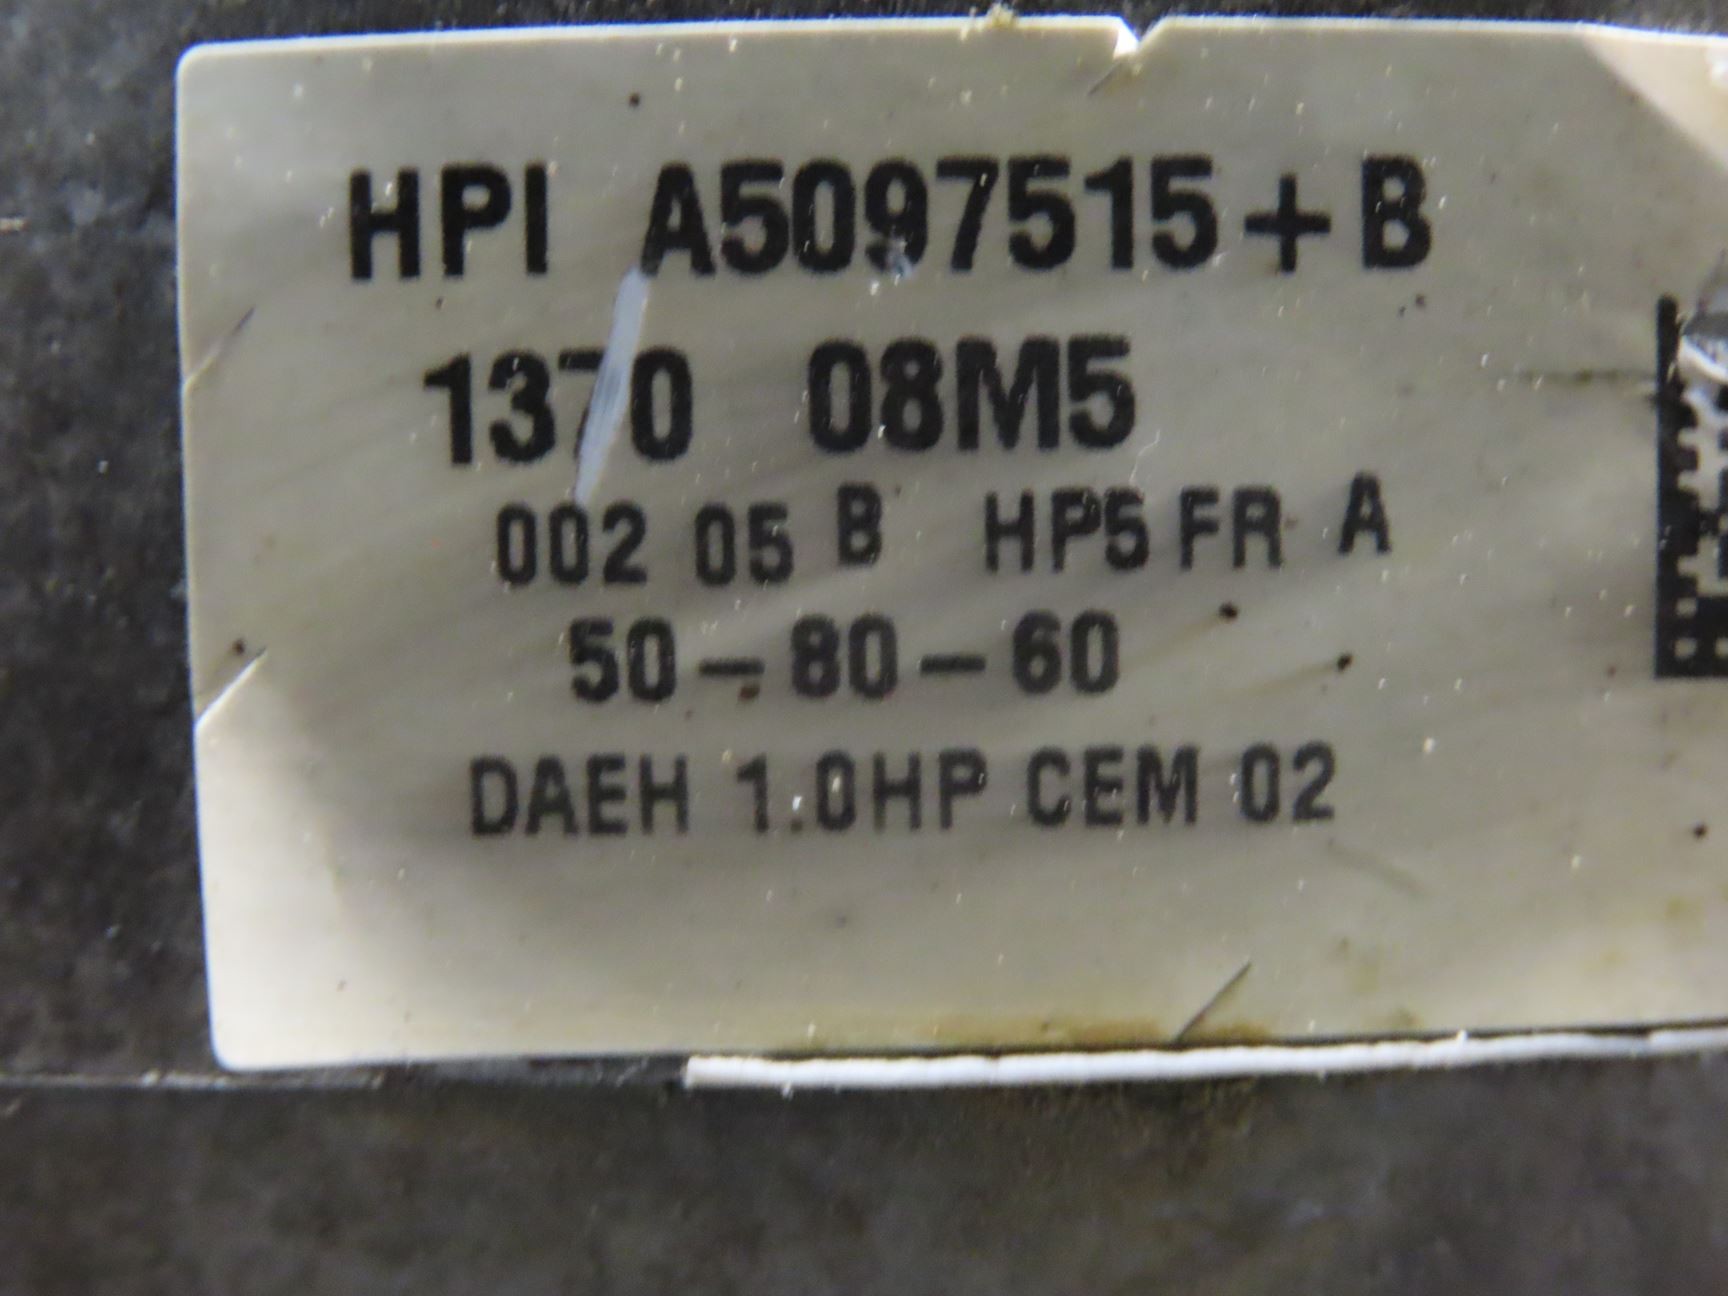 HPI A5097515+B
1370 08M5
002 05 B HP5 FR A
50-80-60
DAEH 1.0HP CEM 02